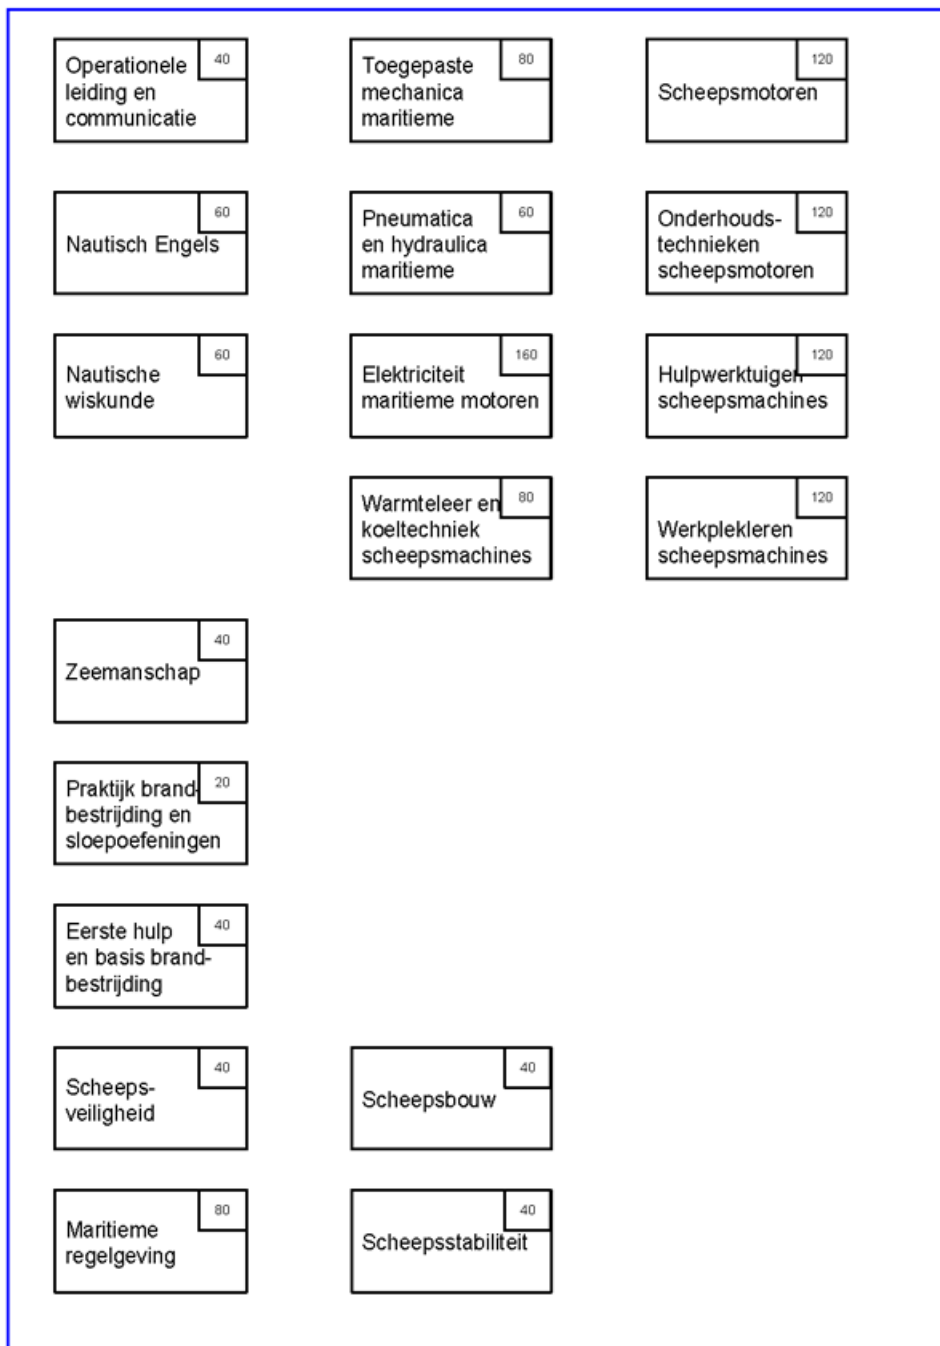 Operationele
leiding en
communicatie
40
Toegepaste
mechanica
maritieme
80
Scheepsmotoren
120
Nautisch Engels
60
Pneumatica
en hydraulica
maritieme
60
Onderhouds-
technieken
scheepsmotoren
120
Nautische
wiskunde
60
Elektriciteit
maritieme motoren
160
Hulpwerktuigen
scheepsmachines
120
Warmteleer en
koeltechniek
scheepsmachines
80
Werkplekleren
scheepsmachines
120
Zeemanschap
40
Praktijk brand-
bestrijding en
sloepoefeningen
20
Eerste hulp
en basis brand-
bestrijding
40
Scheeps-
veiligheid
40
Scheepsbouw
40
Maritieme
regelgeving
80
Scheepsstabiliteit
40